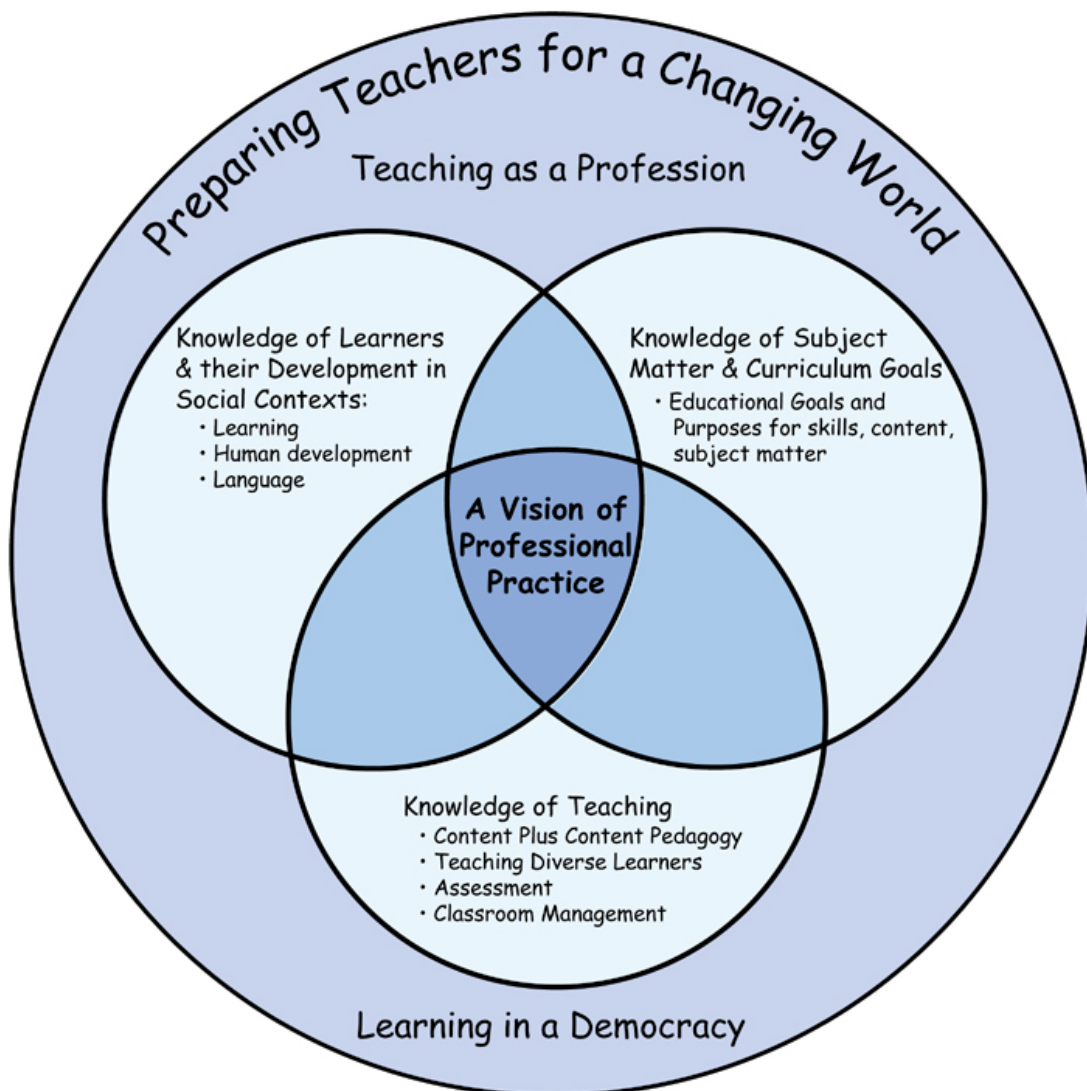 Preparing Teachers for a Changing World
Teaching as a Profession
Knowledge of Learners
& their Development in
Social Contexts:
• Learning
• Human development
• Language
Knowledge of Subject
Matter & Curriculum Goals
• Educational Goals and
Purposes for skills, content,
subject matter
A Vision of
Professional
Practice
Knowledge of Teaching
• Content Plus Content Pedagogy
• Teaching Diverse Learners
• Assessment
• Classroom Management
Learning in a Democracy